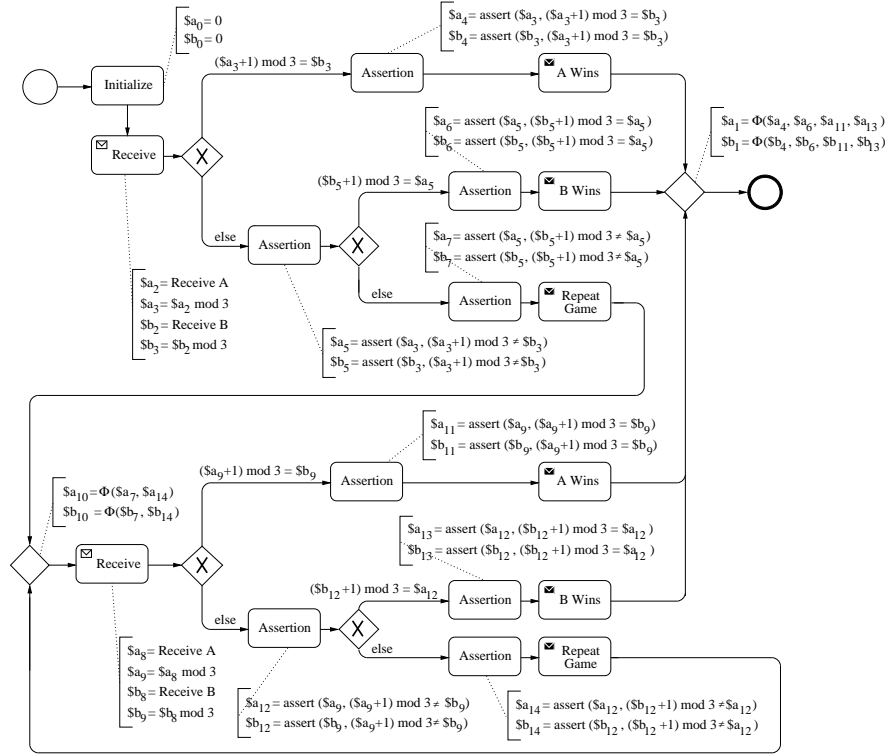 $a0 = 0
$b0 = 0
Initialize
Receive
X
($a3+1) mod 3 = $b3
Assertion
$a4 = assert ($a3, ($a3+1) mod 3 = $b3)
$b4 = assert ($b3, ($a3+1) mod 3 = $b3)
A Wins
$a6 = assert ($a5, ($b5+1) mod 3 = $a5)
$b6 = assert ($b5, ($b5+1) mod 3 = $a5)
$a1 = Φ($a4, $a6, $a11, $a13)
$b1 = Φ($b4, $b6, $b11, $b13)
($b5+1) mod 3 = $a5
Assertion
B Wins
else
Assertion
X
$a7 = assert ($a5, ($b5+1) mod 3 ≠ $a5)
$b7 = assert ($b5, ($b5+1) mod 3 ≠ $a5)
else
Assertion
Repeat
Game
$a2 = Receive A
$a3 = $a2 mod 3
$b2 = Receive B
$b3 = $b2 mod 3
$a5 = assert ($a3, ($a3+1) mod 3 ≠ $b3)
$b5 = assert ($b3, ($a3+1) mod 3 ≠ $b3)
$a11 = assert ($a9, ($a9+1) mod 3 = $b9)
$b11 = assert ($b9, ($a9+1) mod 3 = $b9)
($a9+1) mod 3 = $b9
Assertion
A Wins
$a10 = Φ($a7, $a14)
$b10 = Φ($b7, $b14)
Receive
X
$a13 = assert ($a12, ($b12+1) mod 3 = $a12)
$b13 = assert ($b12, ($b12+1) mod 3 = $a12)
($b12+1) mod 3 = $a12
Assertion
B Wins
else
Assertion
X
else
Assertion
Repeat
Game
$a8 = Receive A
$a9 = $a8 mod 3
$b8 = Receive B
$b9 = $b8 mod 3
$a12 = assert ($a9, ($a9+1) mod 3 ≠ $b9)
$b12 = assert ($b9, ($a9+1) mod 3 ≠ $b9)
$a14 = assert ($a12, ($b12+1) mod 3 ≠ $a12)
$b14 = assert ($b12, ($b12+1) mod 3 ≠ $a12)